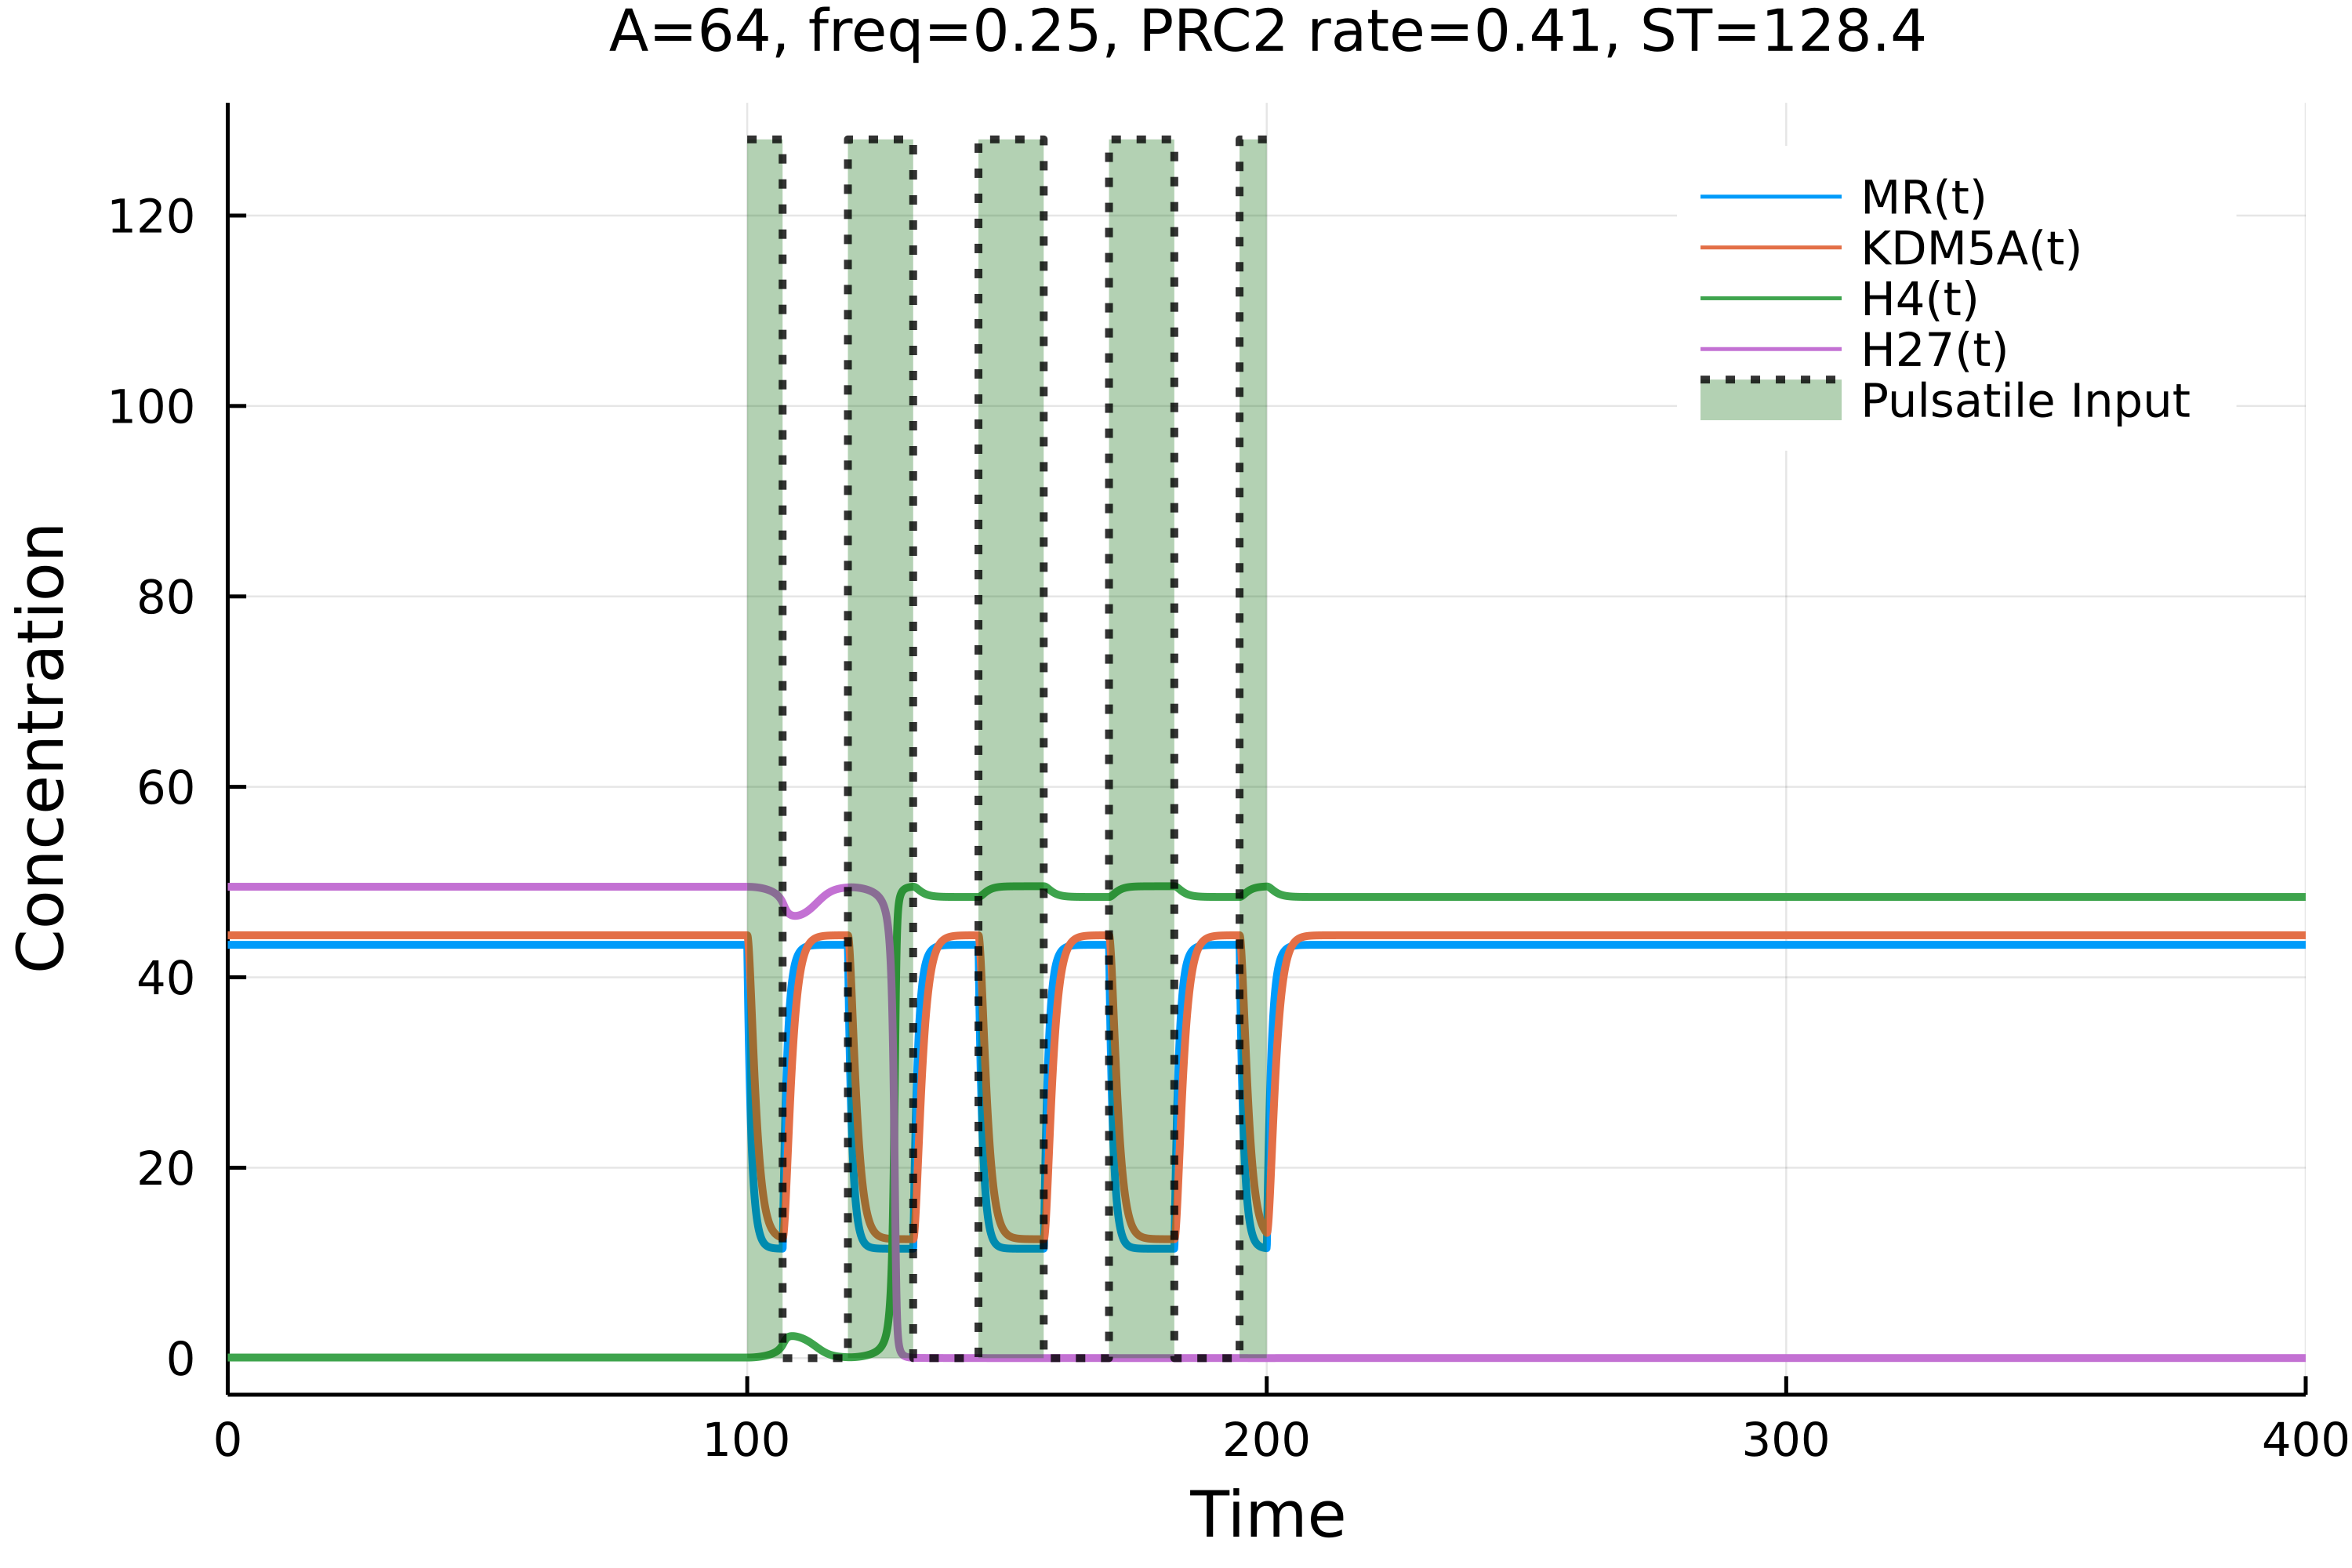 A=64, freq=0.25, PRC2 rate=0.41, ST=128.4
120
100
80
60
40
20
0
Concentration
MR(t)
KDM5A(t)
H4(t)
H27(t)
Pulsatile Input
0
100
200
300
400
Time